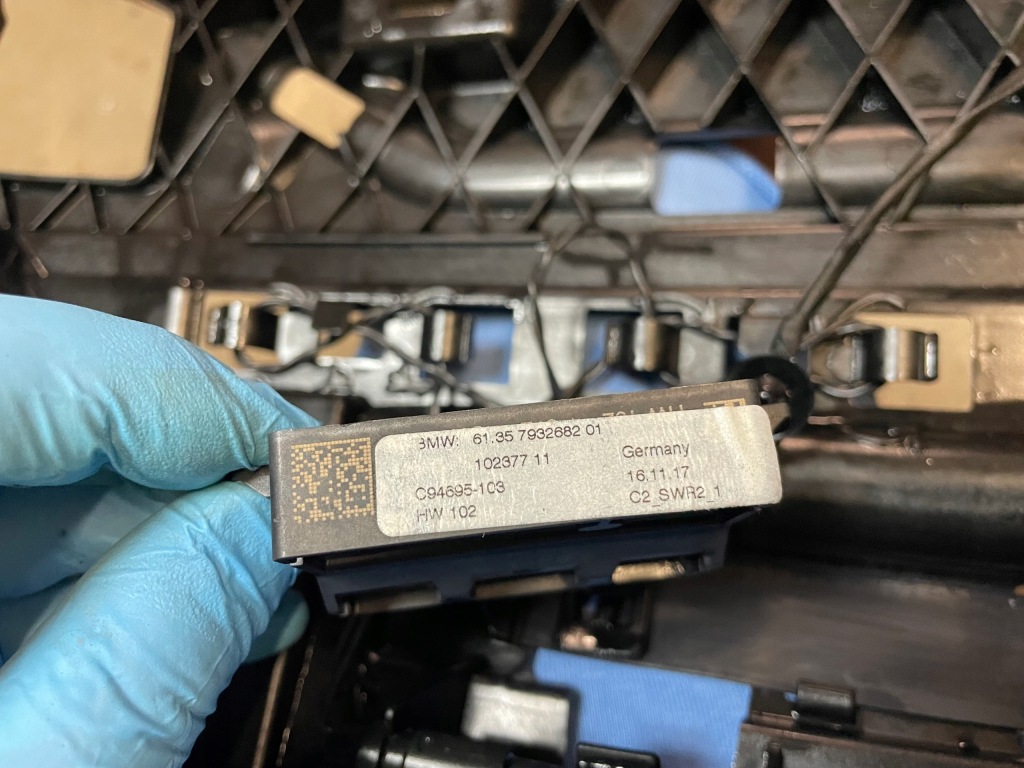 BMW: 61.35 7932682 01
102377 11
Germany
C94695-103
16.11.17
HW 102
C2_SWR2_1